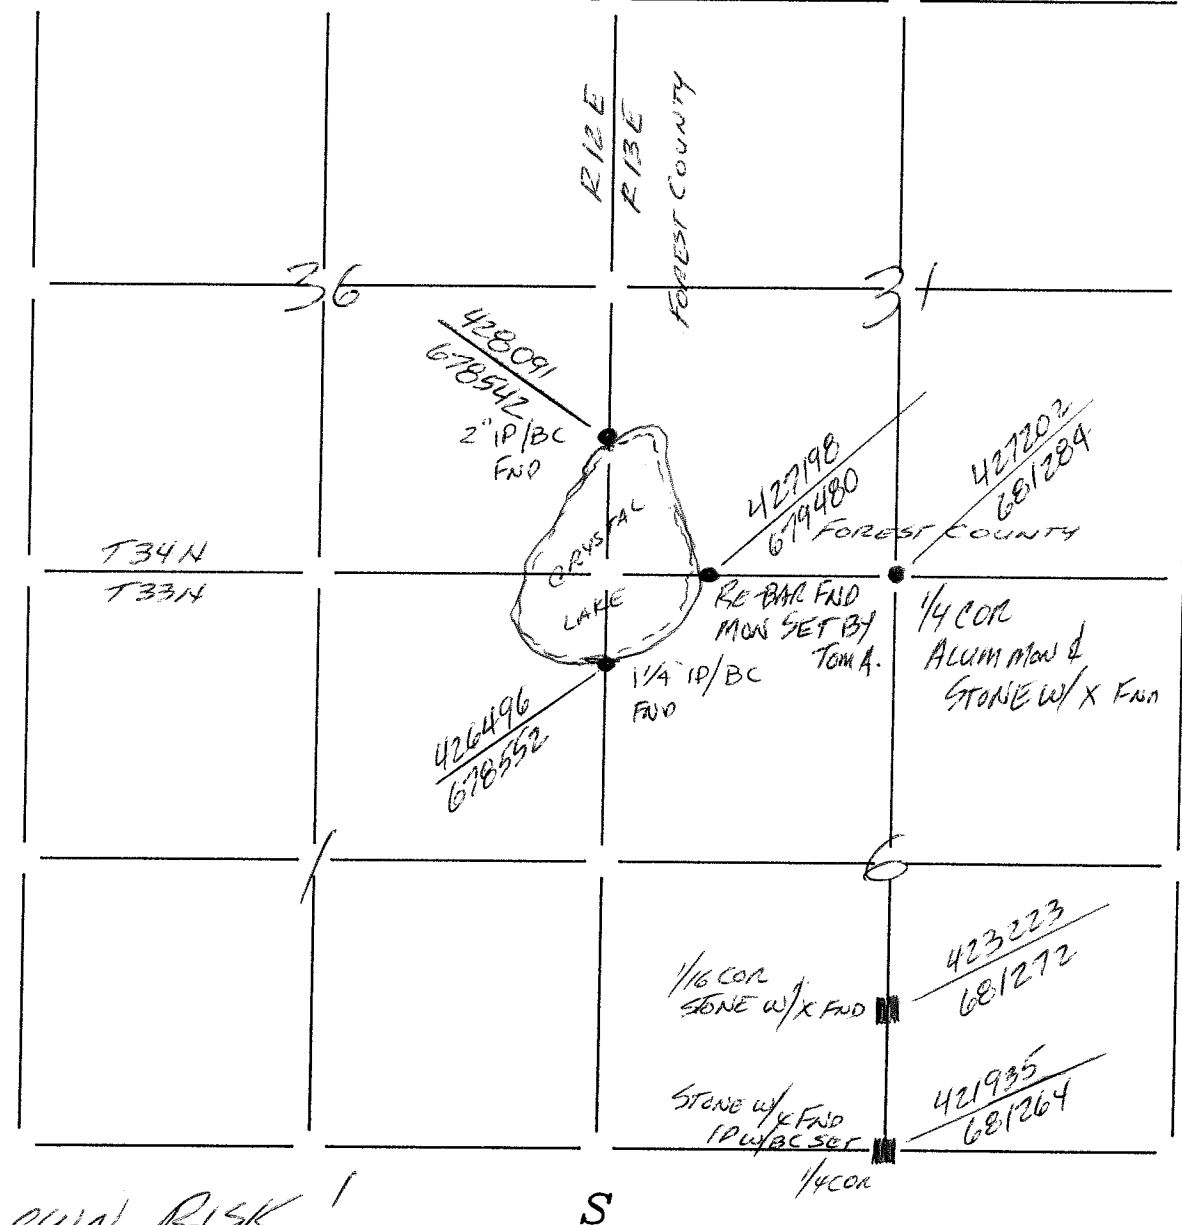 R12E
R13E
FOREST COUNTY
36
31
428091
678542
2" IP/BC
FND
427198
679480
427202
681284
FOREST COUNTY
T34N
T33N
CRYSTAL
LAKE
RE-BAR FND
MON SET BY
TOM A.
1/4 COR
ALUM MON &
STONE W/ X FND
1 1/4" IP/BC
FND
426496
678552
1
6
1/16 COR
STONE W/X FND
423223
681272
STONE W/ FND
IP W/BC SET
1/4 COR
421935
681264
OWN RISK !
S